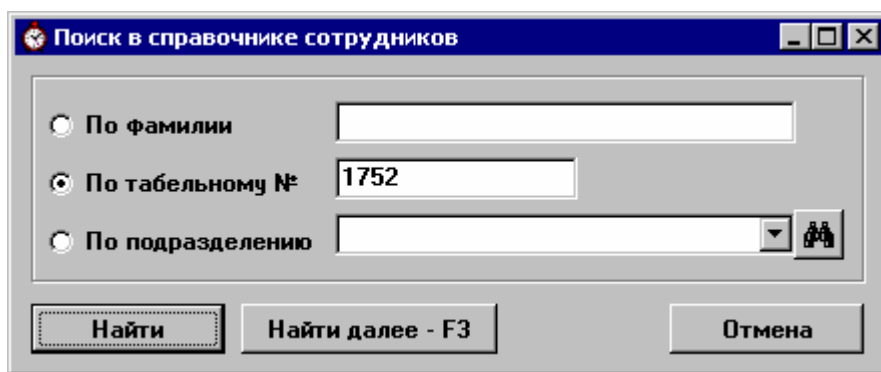 Поиск в справочнике сотрудников
По фамилии
По табельному № 1752
По подразделению
Найти Найти далее - F3 Отмена